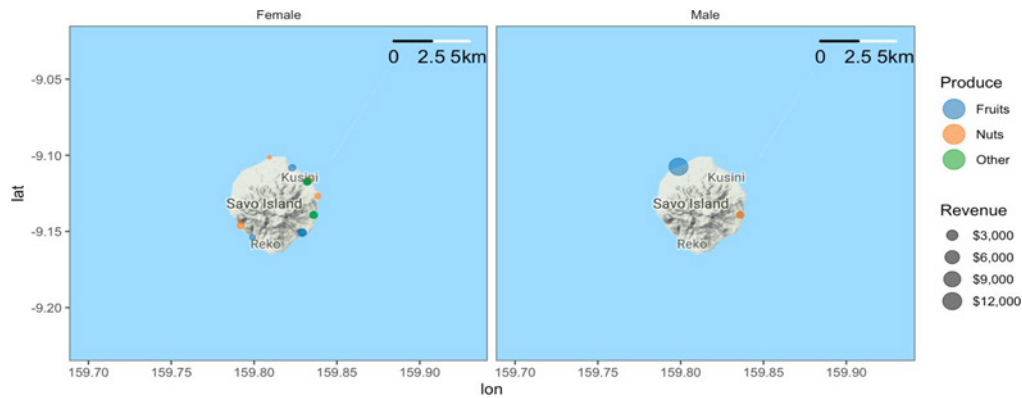 Female
Male
0 2.5 5km
0 2.5 5km
Kusini
Savo Island
Reko
Kusini
Savo Island
Reko
lat
-9.05
-9.10
-9.15
-9.20
159.70 159.75 159.80 159.85 159.90
159.70 159.75 159.80 159.85 159.90
lon
Produce
Fruits
Nuts
Other
Revenue
$3,000
$6,000
$9,000
$12,000